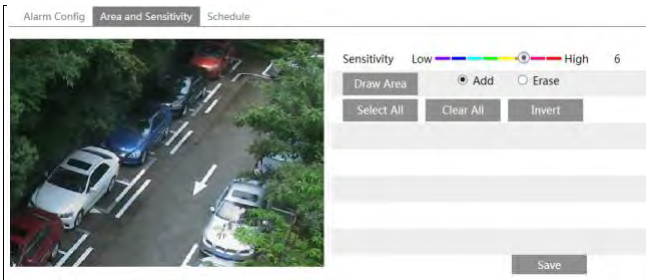 Alarm Config Area and Sensitivity Schedule
Sensitivity Low High 6
Draw Area Add Erase
Select All Clear All Invert
Save